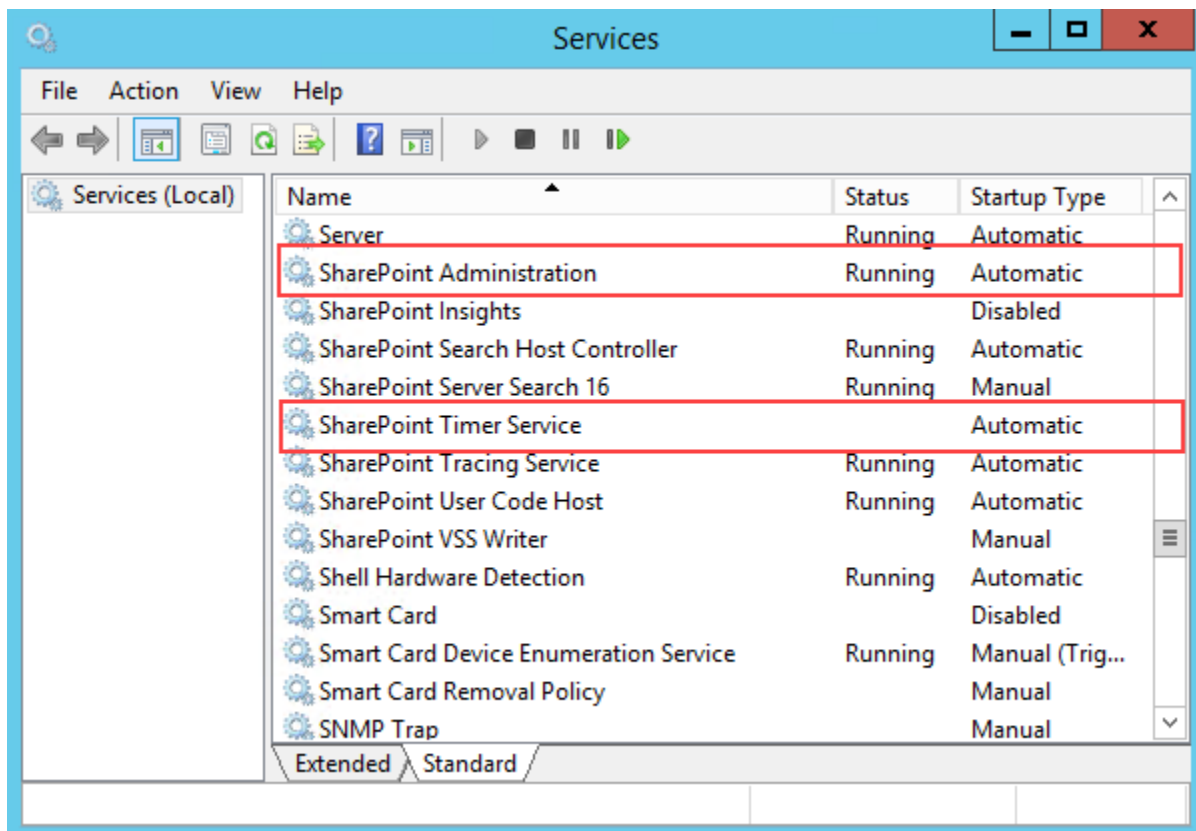 Services
File Action View Help
Services (Local)
Name Status Startup Type
Server Running Automatic
SharePoint Administration Running Automatic
SharePoint Insights Disabled
SharePoint Search Host Controller Running Automatic
SharePoint Server Search 16 Running Manual
SharePoint Timer Service Automatic
SharePoint Tracing Service Running Automatic
SharePoint User Code Host Running Automatic
SharePoint VSS Writer Manual
Shell Hardware Detection Running Automatic
Smart Card Disabled
Smart Card Device Enumeration Service Running Manual (Trig...
Smart Card Removal Policy Manual
SNMP Trap Manual
Extended Standard